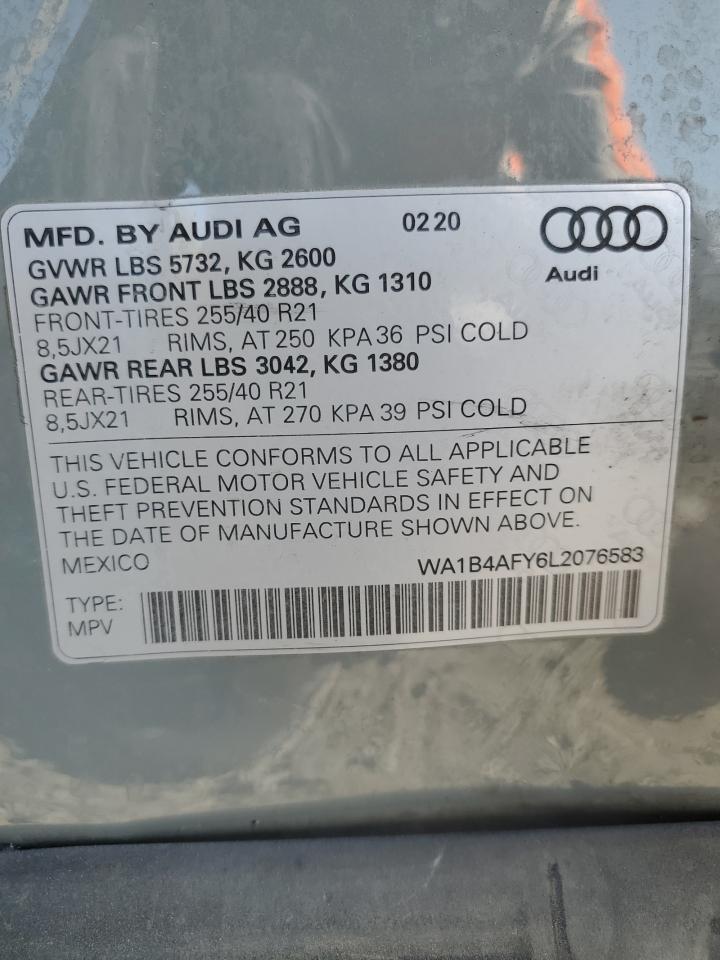 MFD. BY AUDI AG 02 20
Audi
GVWR LBS 5732, KG 2600
GAWR FRONT LBS 2888, KG 1310
FRONT-TIRES 255/40 R21
8,5JX21 RIMS, AT 250 KPA 36 PSI COLD
GAWR REAR LBS 3042, KG 1380
REAR-TIRES 255/40 R21
8,5JX21 RIMS, AT 270 KPA 39 PSI COLD
THIS VEHICLE CONFORMS TO ALL APPLICABLE
U.S. FEDERAL MOTOR VEHICLE SAFETY AND
THEFT PREVENTION STANDARDS IN EFFECT ON
THE DATE OF MANUFACTURE SHOWN ABOVE.
MEXICO WA1B4AFY6L2076583
TYPE:
MPV